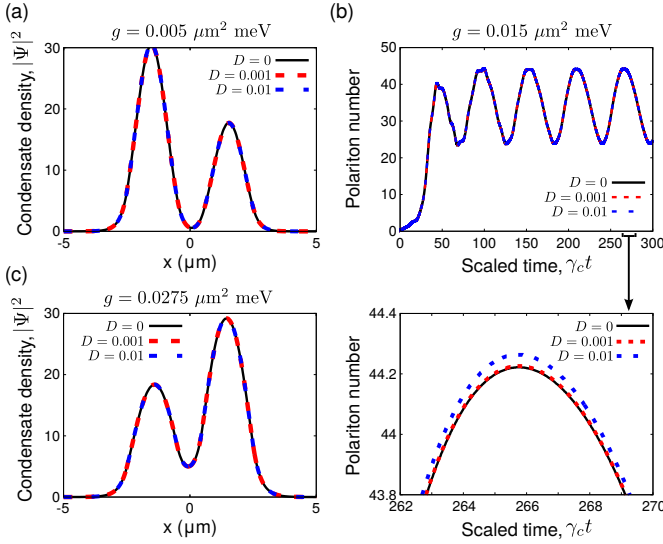 (a)
g = 0.005 μm² meV
Condensate density, |Ψ|²
30
20
10
0
D = 0
D = 0.001
D = 0.01
-5
0
5
x (μm)
(b)
g = 0.015 μm² meV
Polariton number
50
40
30
20
10
0
D = 0
D = 0.001
D = 0.01
0
50
100
150
200
250
300
Scaled time, γ_c t
(c)
g = 0.0275 μm² meV
Condensate density, |Ψ|²
30
20
10
0
D = 0
D = 0.001
D = 0.01
-5
0
5
x (μm)
Polariton number
44.4
44.2
44
43.8
D = 0
D = 0.001
D = 0.01
262
264
266
268
270
Scaled time, γ_c t